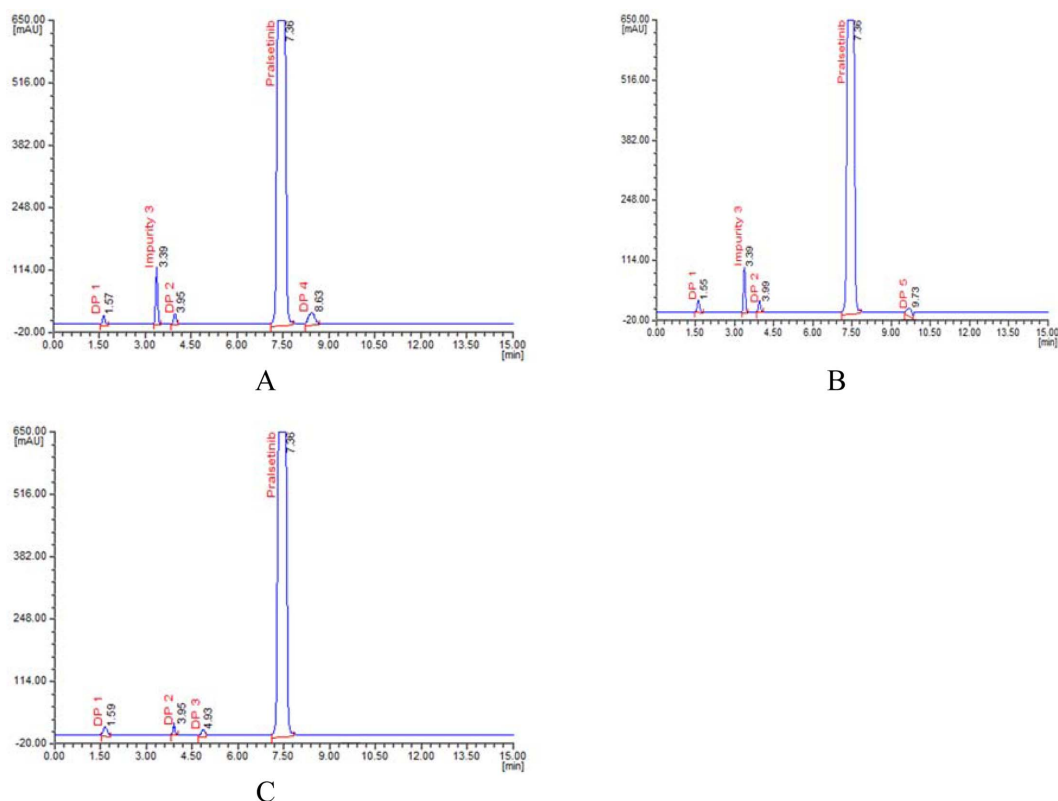 650.00
[mAU]
516.00
382.00
248.00
114.00
-20.00
0.00 1.50 3.00 4.50 6.00 7.50 9.00 10.50 12.00 13.50 15.00
[min]
DP 1
1.57
Impurity 3
3.39
DP 2
3.95
Pralsetinib
7.36
DP 4
8.63
A
650.00
[mAU]
516.00
382.00
248.00
114.00
-20.00
0.00 1.50 3.00 4.50 6.00 7.50 9.00 10.50 12.00 13.50 15.00
[min]
DP 1
1.55
Impurity 3
3.39
DP 2
3.99
Pralsetinib
7.36
DP 5
9.73
B
650.00
[mAU]
516.00
382.00
248.00
114.00
-20.00
0.00 1.50 3.00 4.50 6.00 7.50 9.00 10.50 12.00 13.50 15.00
[min]
DP 1
1.59
DP 2
3.95
DP 3
4.93
Pralsetinib
7.36
C